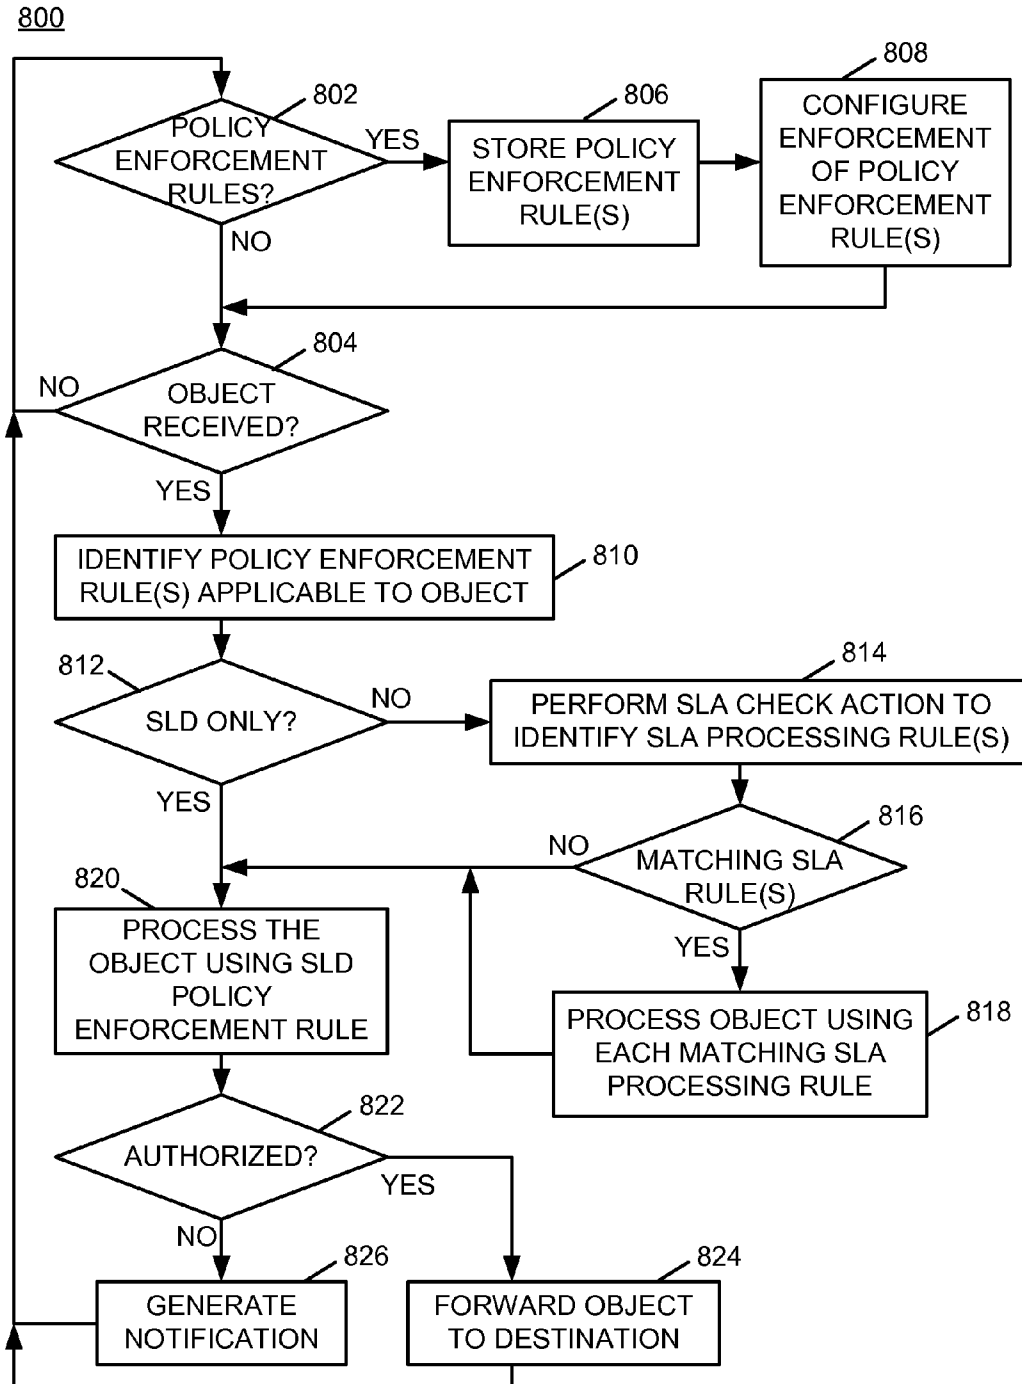 800
802
POLICY
ENFORCEMENT
RULES?
YES
NO
806
STORE POLICY
ENFORCEMENT
RULE(S)
808
CONFIGURE
ENFORCEMENT
OF POLICY
ENFORCEMENT
RULE(S)
804
OBJECT
RECEIVED?
NO
YES
IDENTIFY POLICY ENFORCEMENT
RULE(S) APPLICABLE TO OBJECT
810
812
SLD ONLY?
NO
YES
814
PERFORM SLA CHECK ACTION TO
IDENTIFY SLA PROCESSING RULE(S)
816
MATCHING SLA
RULE(S)
NO
YES
818
PROCESS OBJECT USING
EACH MATCHING SLA
PROCESSING RULE
820
PROCESS THE
OBJECT USING SLD
POLICY
ENFORCEMENT RULE
822
AUTHORIZED?
YES
NO
826
GENERATE
NOTIFICATION
824
FORWARD OBJECT
TO DESTINATION